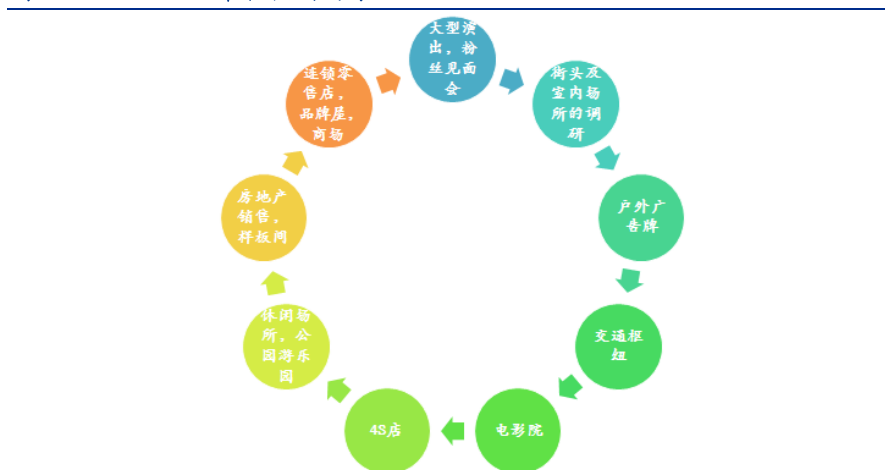 大型演
出，粉
丝见面
会
街头及
室内场
所的调
研
户外广
告牌
交通枢
纽
电影院
4S店
休闲场
所，公
园游乐
园
房地产
销售，
样板间
连锁零
售店，
品牌屋，
商场